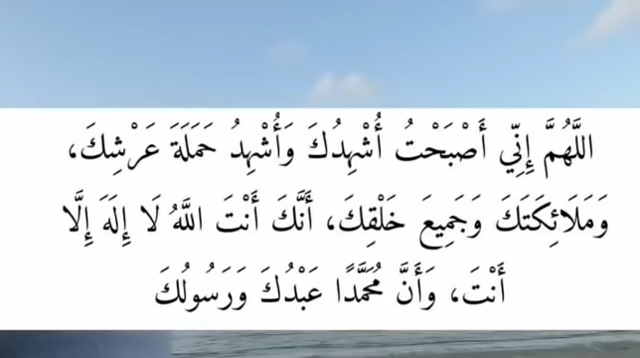 اللَّهُمَّ إِنِّي أَصْبَحْتُ أُشْهِدُكَ وَأُشْهِدُ حَمَلَةَ عَرْشِكَ،
وَمَلَائِكَتَكَ وَجَمِيعَ خَلْقِكَ، أَنَّكَ أَنْتَ اللَّهُ لَا إِلَهَ إِلَّا
أَنْتَ، وَأَنَّ مُحَمَّدًا عَبْدُكَ وَرَسُولُكَ